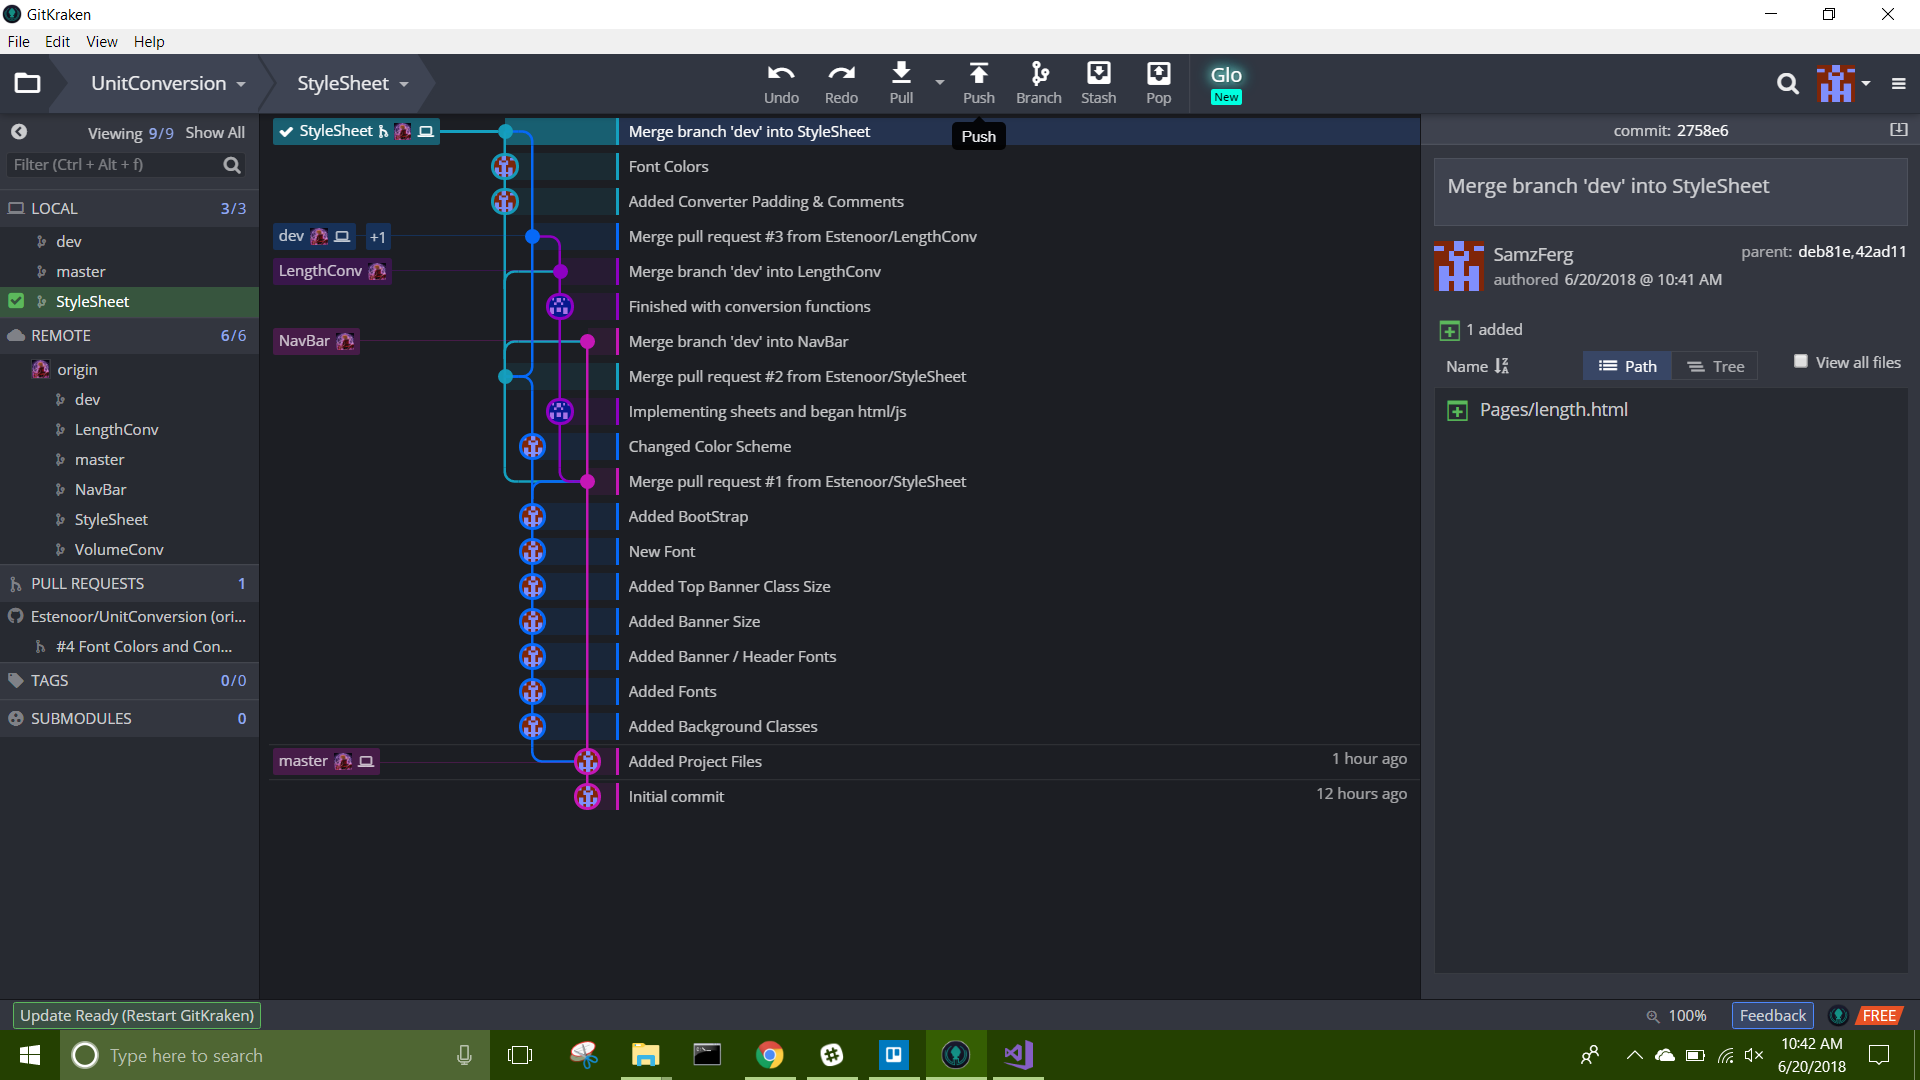 GitKraken
File Edit View Help
UnitConversion
StyleSheet
Undo
Redo
Pull
Push
Branch
Stash
Pop
Glo
New
Push
Viewing 9/9 Show All
Filter (Ctrl + Alt + f)
LOCAL 3/3
dev
master
StyleSheet
REMOTE 6/6
origin
dev
LengthConv
master
NavBar
StyleSheet
VolumeConv
PULL REQUESTS 1
Estenoor/UnitConversion (ori...
#4 Font Colors and Con...
TAGS 0/0
SUBMODULES 0
StyleSheet Merge branch 'dev' into StyleSheet
Font Colors
Added Converter Padding & Comments
dev +1 Merge pull request #3 from Estenoor/LengthConv
LengthConv Merge branch 'dev' into LengthConv
Finished with conversion functions
NavBar Merge branch 'dev' into NavBar
Merge pull request #2 from Estenoor/StyleSheet
Implementing sheets and began html/js
Changed Color Scheme
Merge pull request #1 from Estenoor/StyleSheet
Added BootStrap
New Font
Added Top Banner Class Size
Added Banner Size
Added Banner / Header Fonts
Added Fonts
Added Background Classes
master Added Project Files 1 hour ago
Initial commit 12 hours ago
commit: 2758e6
Merge branch 'dev' into StyleSheet
SamzFerg
authored 6/20/2018 @ 10:41 AM
parent: deb81e,42ad11
1 added
Name Path Tree View all files
Pages/length.html
Update Ready (Restart GitKraken)
100% Feedback FREE
Type here to search
10:42 AM
6/20/2018